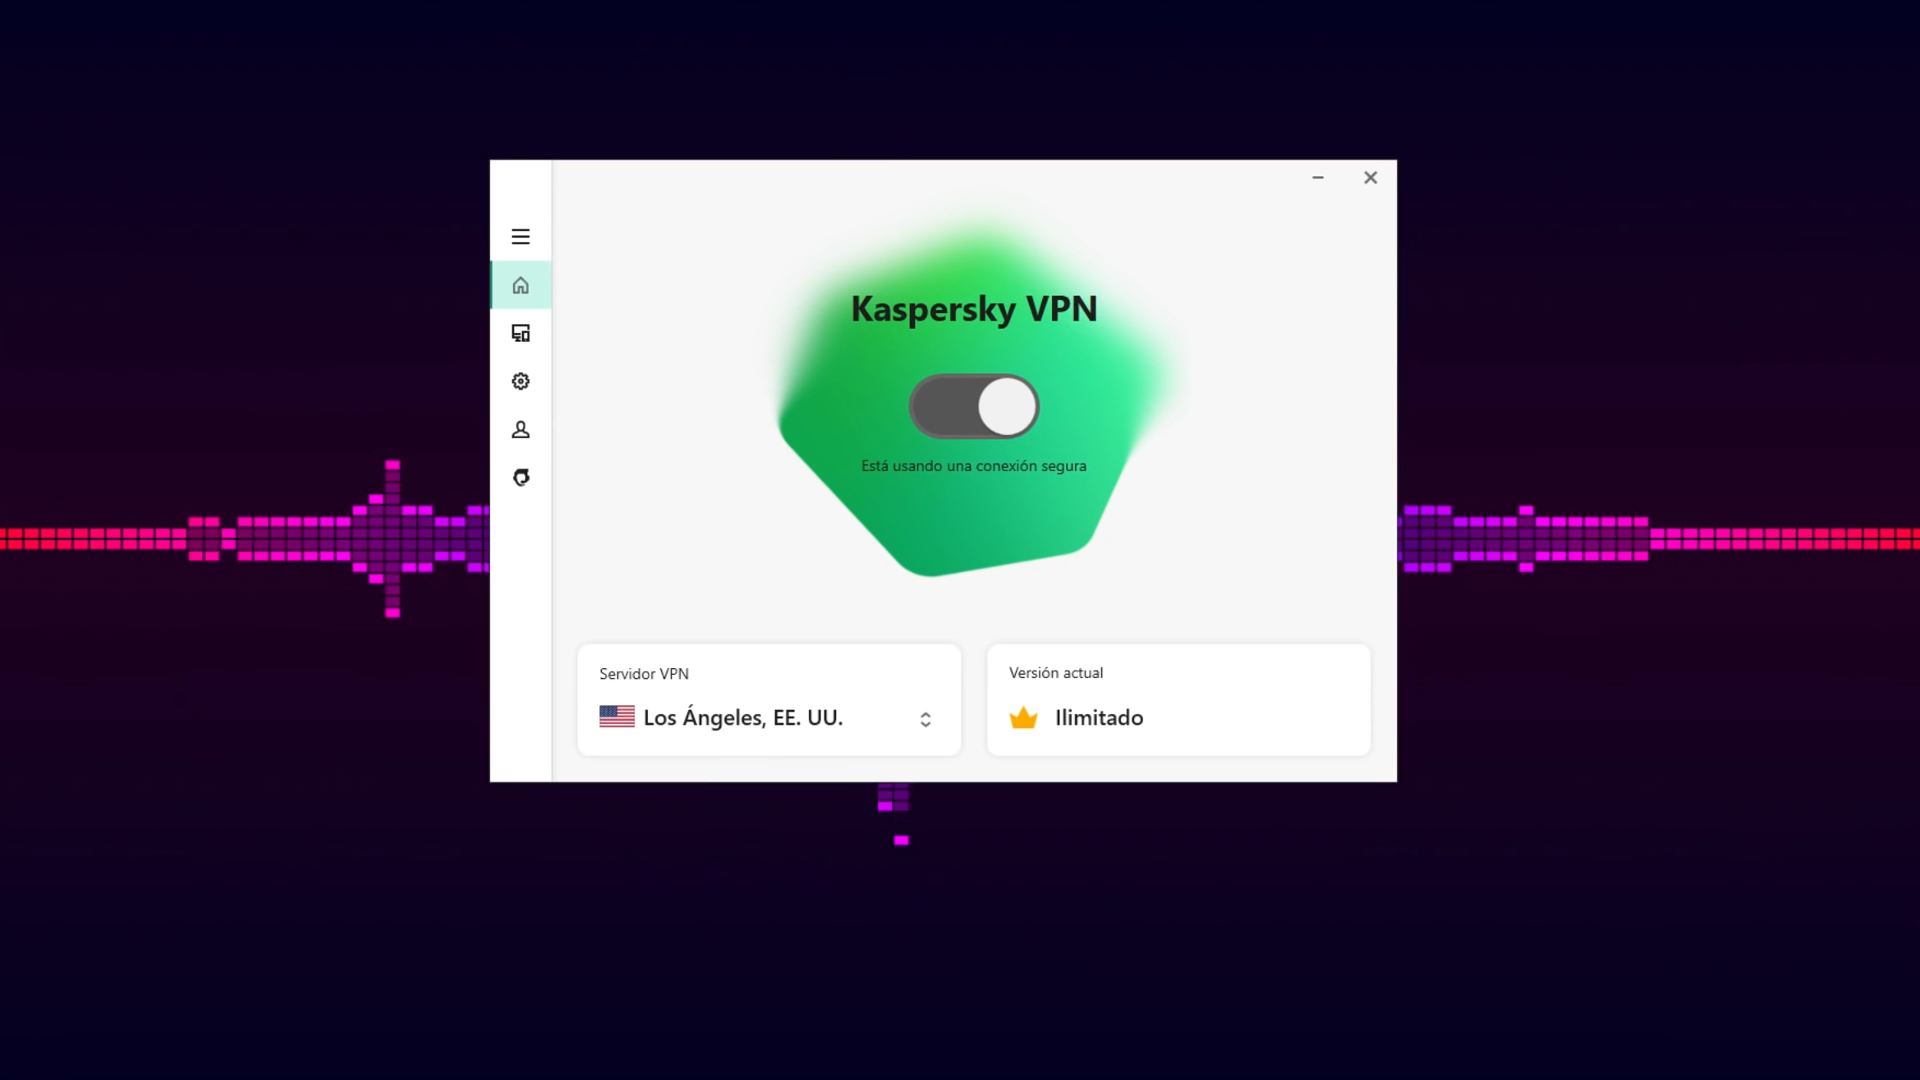 Kaspersky VPN
Está usando una conexión segura
Servidor VPN
Los Ángeles, EE. UU.
Versión actual
Ilimitado